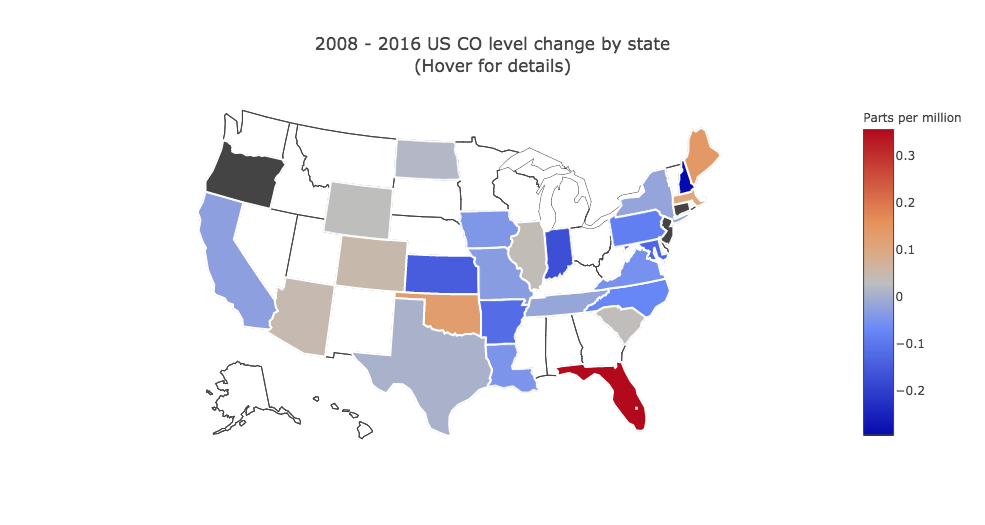 2008 - 2016 US CO level change by state
(Hover for details)
Parts per million
0.3
0.2
0.1
0
−0.1
−0.2